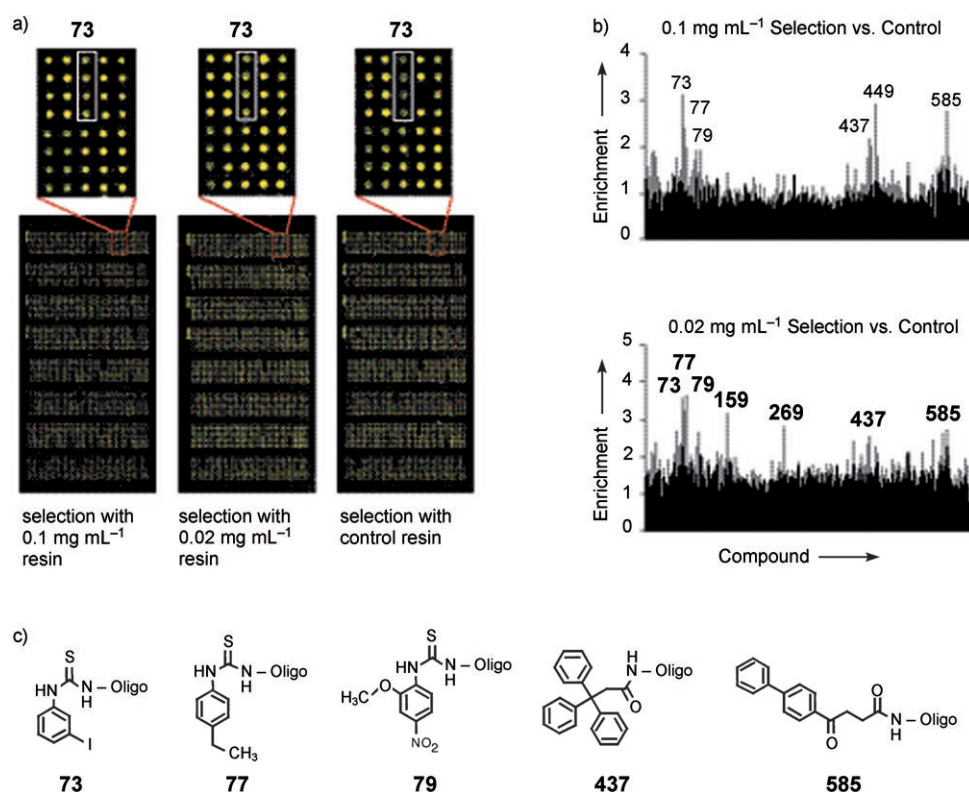 a)
73
73
73
selection with
0.1 mg mL⁻¹
resin
selection with
0.02 mg mL⁻¹
resin
selection with
control resin
b)
0.1 mg mL⁻¹ Selection vs. Control
Enrichment
4
3
2
1
0
73
77
79
437
449
585
0.02 mg mL⁻¹ Selection vs. Control
Enrichment
5
4
3
2
1
0
77
73
79
159
269
437
585
Compound
c)
S
HN
N
H
Oligo
I
73
S
HN
N
H
Oligo
CH₃
77
S
HN
N
H
Oligo
H₃C
O
NO₂
79
H
N
Oligo
O
437
O
O
N
H
Oligo
585